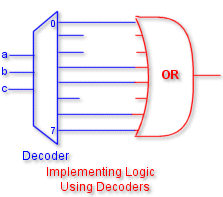 0
a
b
c
OR
7
Decoder
Implementing Logic
Using Decoders